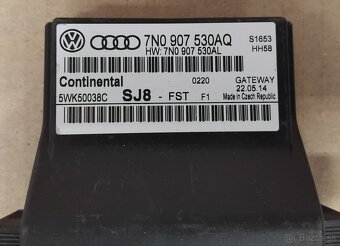 7N0 907 530AQ S1653
HW: 7N0 907 530AL HH58
Continental 0220 GATEWAY
22.05.14
5WK50038C SJ8 - FST F1 Made in Czech Republic